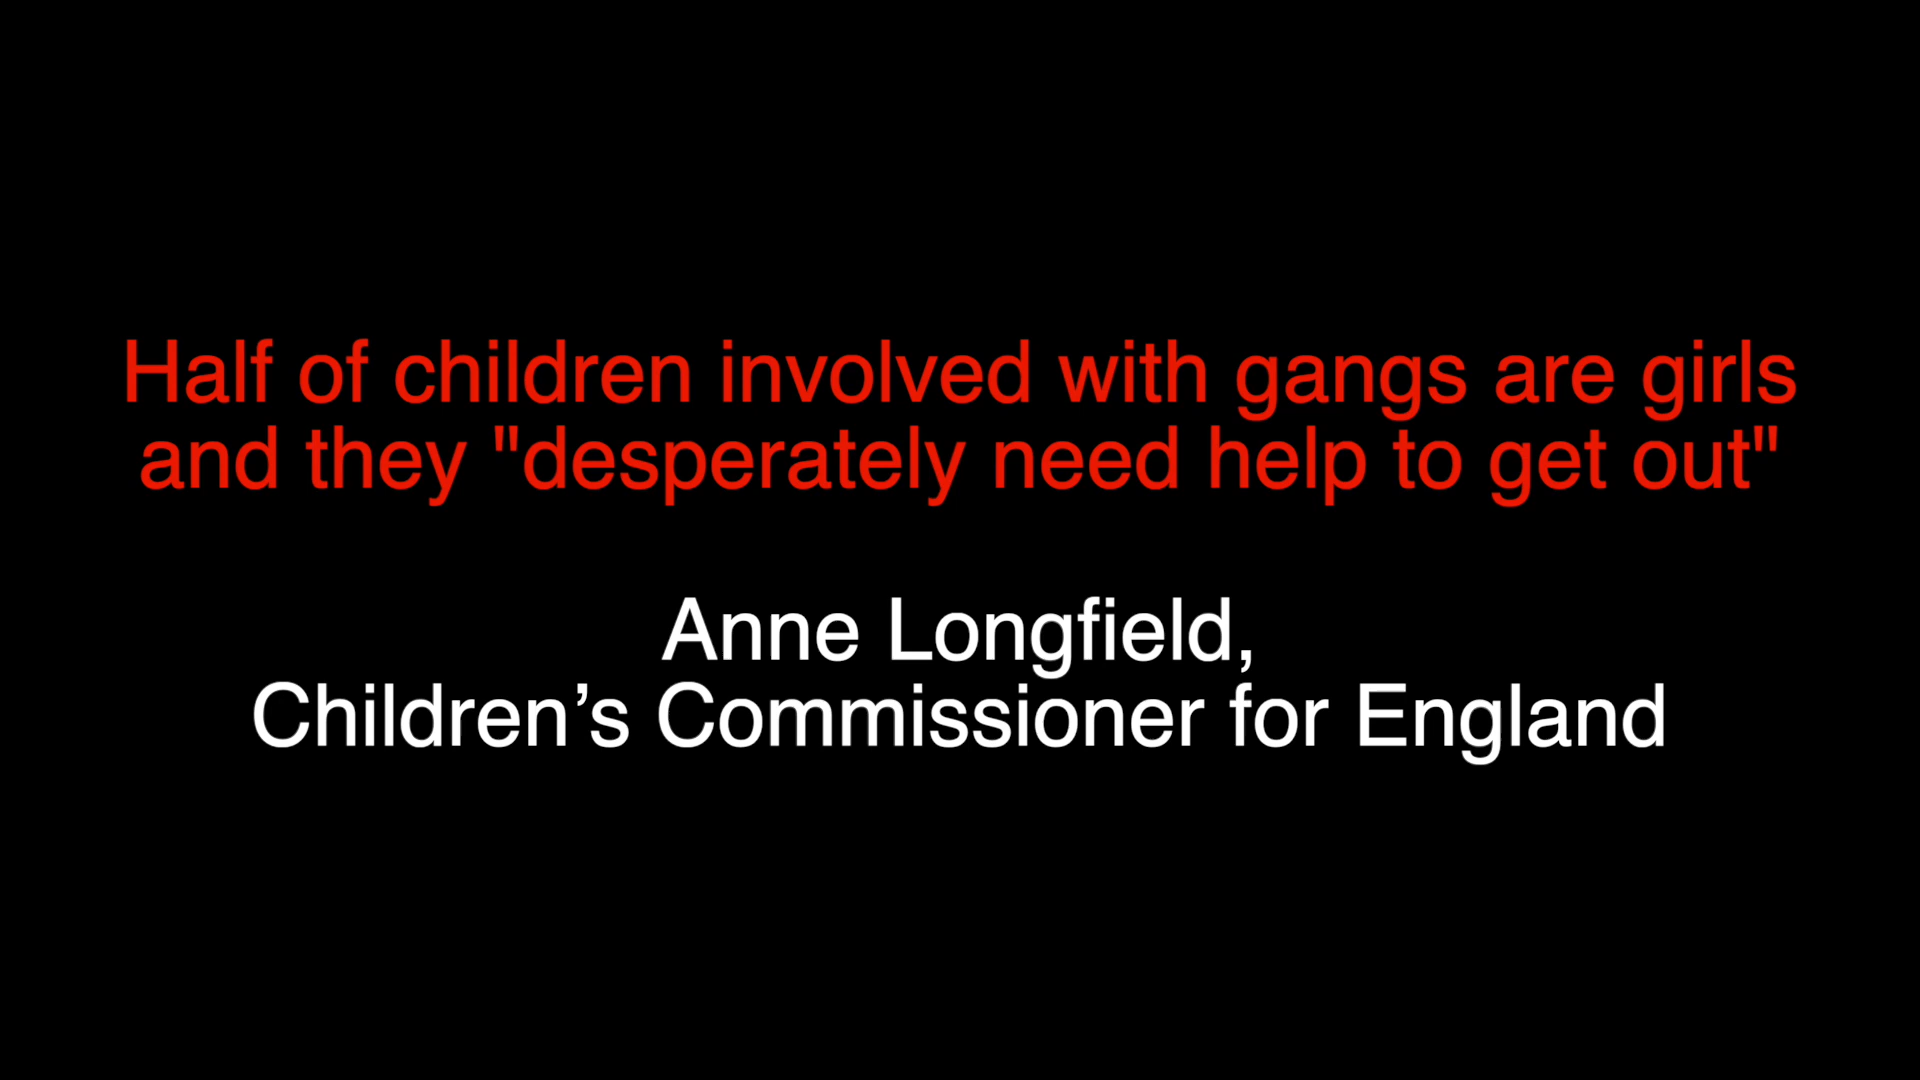 Half of children involved with gangs are girls
and they "desperately need help to get out"
Anne Longfield,
Children’s Commissioner for England